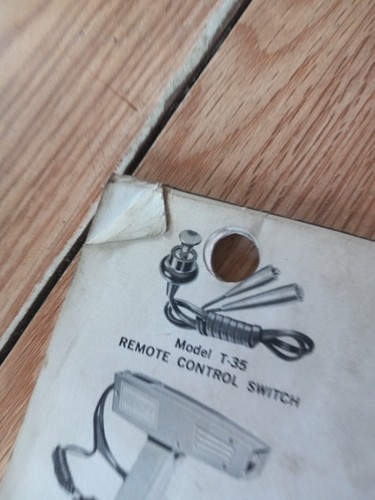 Model T-35
REMOTE CONTROL SWITCH